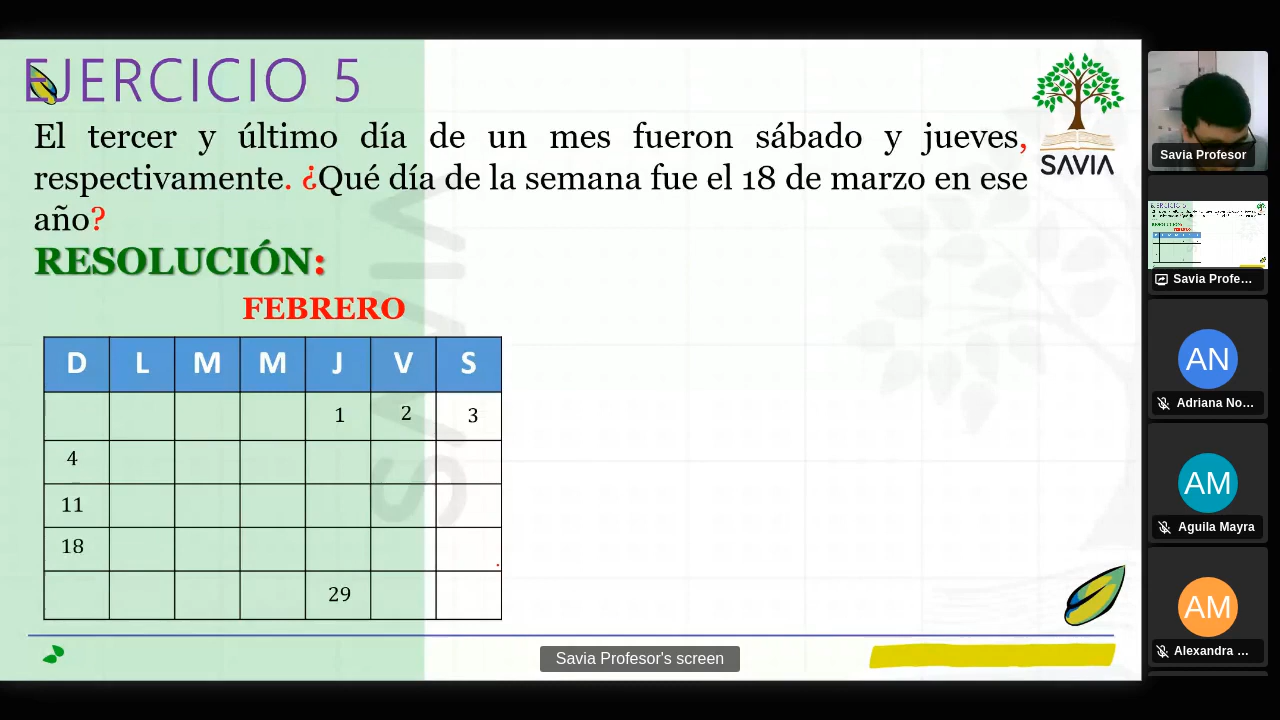 EJERCICIO 5
El tercer y último día de un mes fueron sábado y jueves,
respectivamente. ¿Qué día de la semana fue el 18 de marzo en ese
año?
RESOLUCIÓN:
FEBRERO
D L M M J V S
1 2 3
4
11
18
29
SAVIA
SAVIA
Savia Profesor's screen
Savia Profesor
Savia Profe...
AN
Adriana No...
AM
Aguila Mayra
AM
Alexandra ...